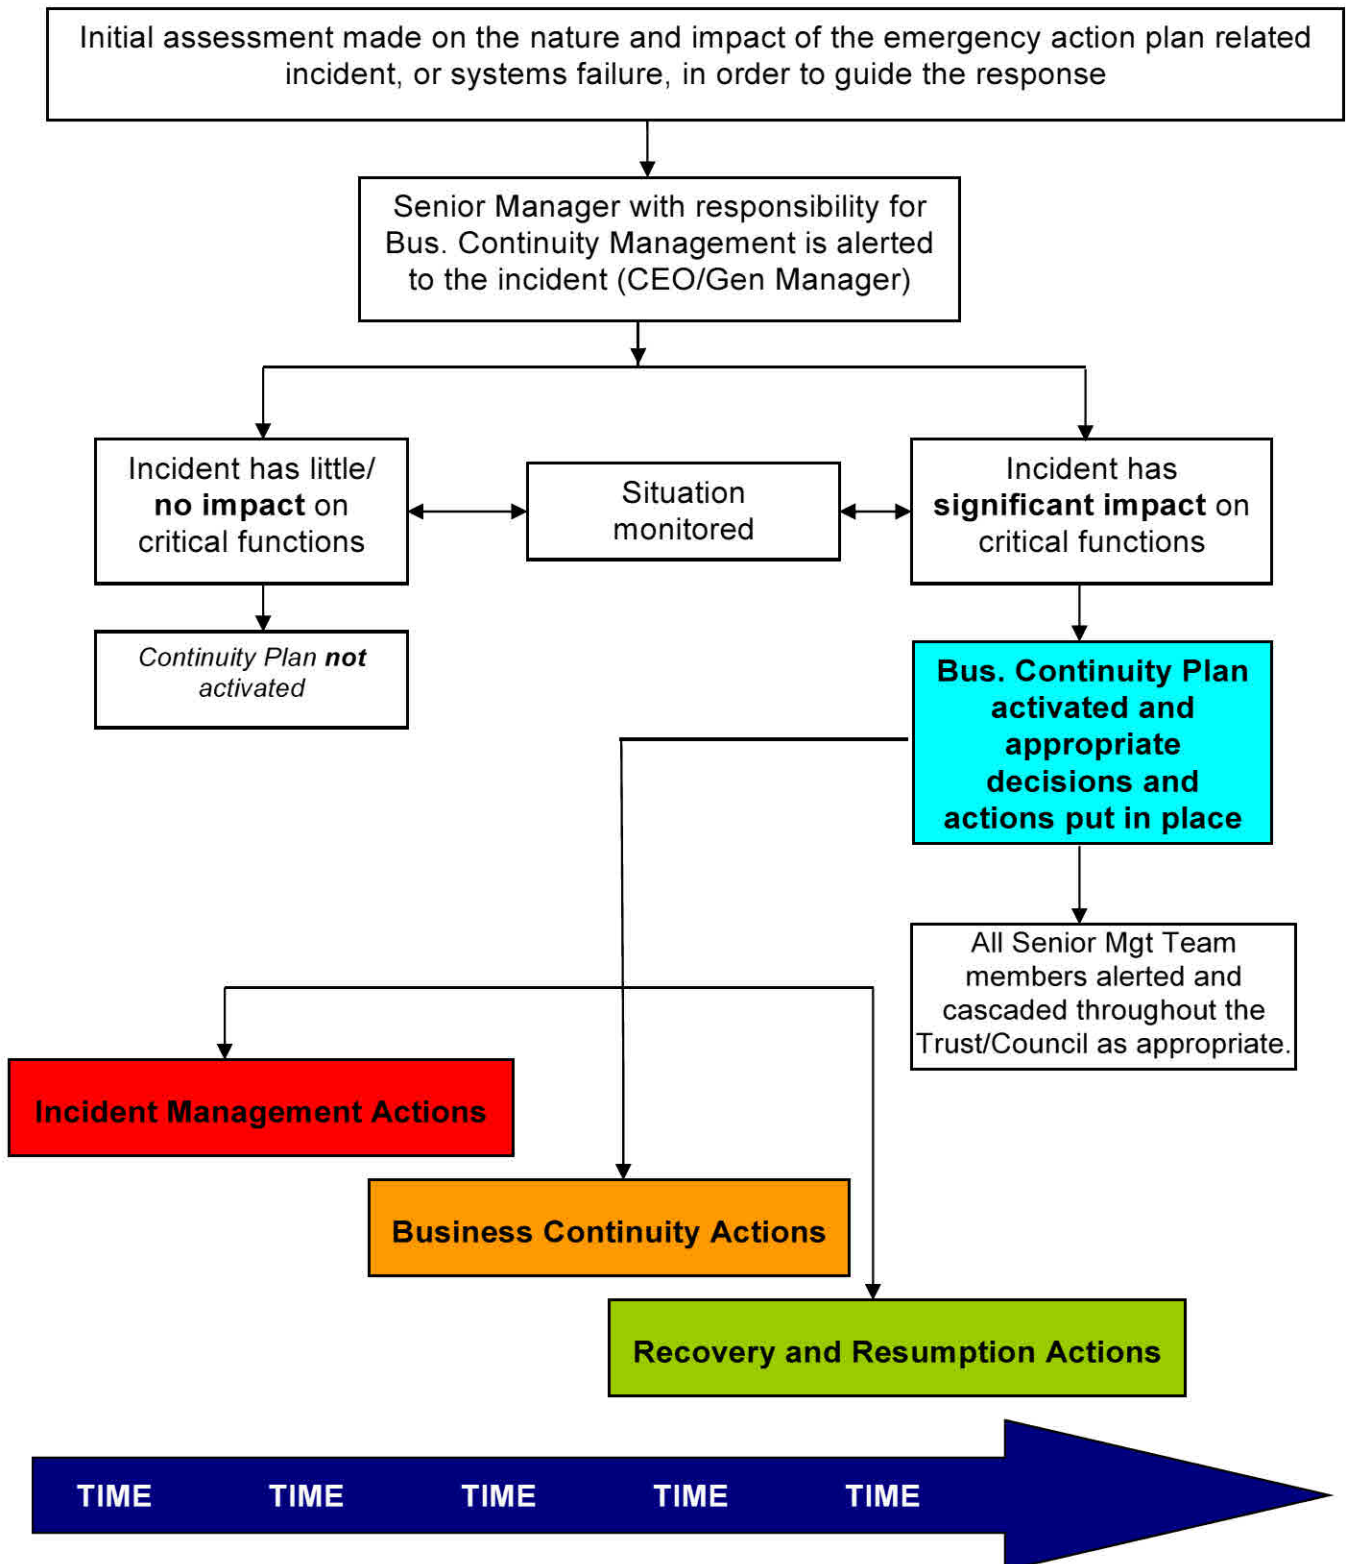 Initial assessment made on the nature and impact of the emergency action plan related
incident, or systems failure, in order to guide the response
Senior Manager with responsibility for
Bus. Continuity Management is alerted
to the incident (CEO/Gen Manager)
Incident has little/
no impact on
critical functions
Situation
monitored
Incident has
significant impact on
critical functions
Continuity Plan not
activated
Bus. Continuity Plan
activated and
appropriate
decisions and
actions put in place
All Senior Mgt Team
members alerted and
cascaded throughout the
Trust/Council as appropriate.
Incident Management Actions
Business Continuity Actions
Recovery and Resumption Actions
TIME TIME TIME TIME TIME